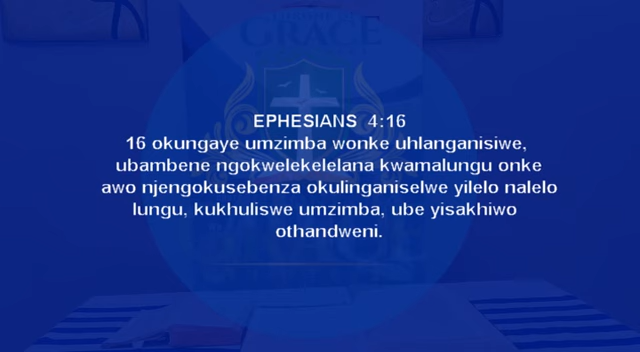 GRACE
EPHESIANS 4:16
16 okungaye umzimba wonke uhlanganisiwe,
ubambene ngokwelekelelana kwamalungu onke
awo njengokusebenza okulinganiselwe yilelo nalelo
lungu, kukhuliswe umzimba, ube yisakhiwo
othandweni.